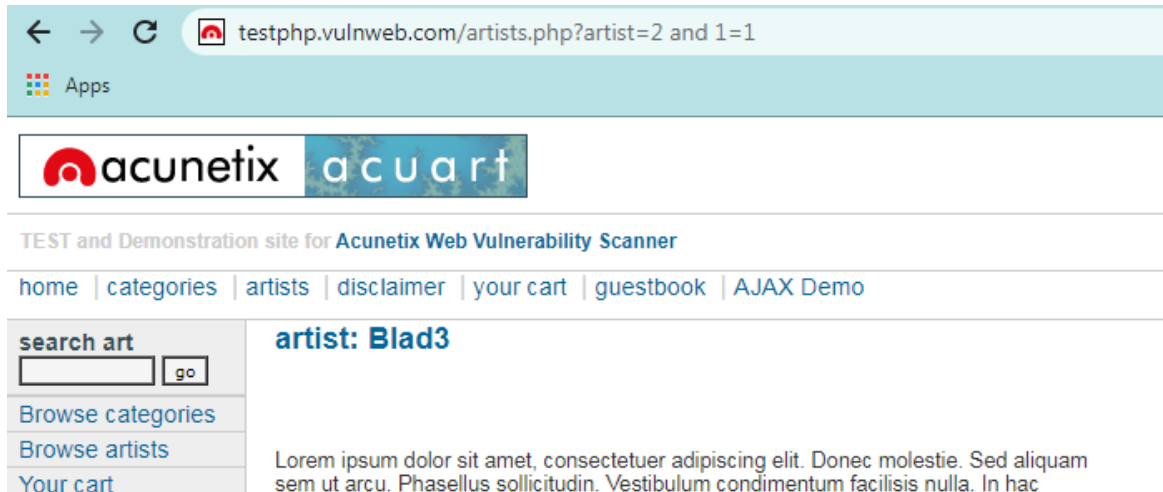 testphp.vulnweb.com/artists.php?artist=2 and 1=1
Apps
acunetix acuart
TEST and Demonstration site for Acunetix Web Vulnerability Scanner
home | categories | artists | disclaimer | your cart | guestbook | AJAX Demo
search art
go
artist: Blad3
Browse categories
Browse artists
Your cart
Lorem ipsum dolor sit amet, consectetuer adipiscing elit. Donec molestie. Sed aliquam
sem ut arcu. Phasellus sollicitudin. Vestibulum condimentum facilisis nulla. In hac